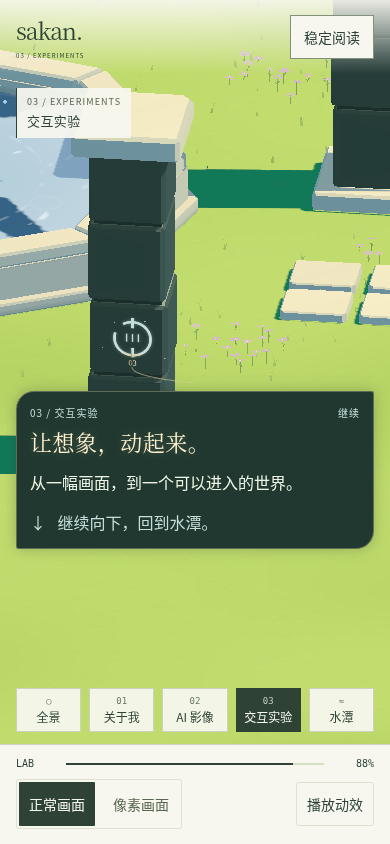 sakan.
03 / EXPERIMENTS
稳定阅读
03 / EXPERIMENTS
交互实验
03
03 / 交互实验
继续
让想象，动起来。
从一幅画面，到一个可以进入的世界。
↓ 继续向下，回到水潭。
○
全景
01
关于我
02
AI 影像
03
交互实验
≈
水潭
LAB
88%
正常画面
像素画面
播放动效